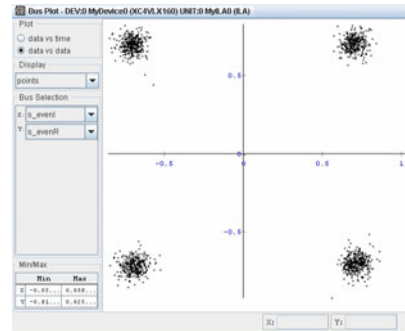 Bus Plot - DEV:0 MyDevice0 (XC4VLX160) UNIT:0 MyILA0 (ILA)
Plot
data vs time
data vs data
Display
points
Bus Selection
X: s_evenI
Y: s_evenR
Min/Max
Min Max
X
Y
0.5
-0.5 0 0.5 1
-0.5
X: Y: